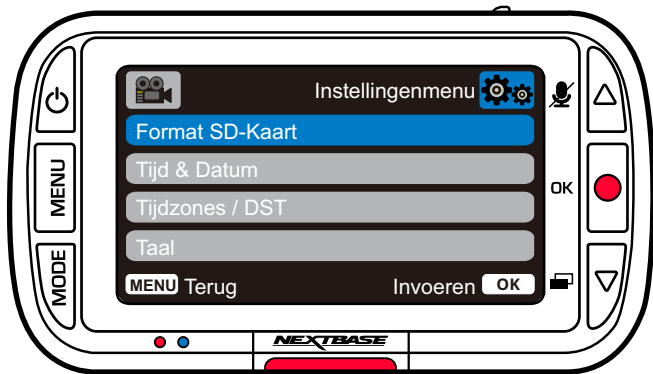 Instellingenmenu
Format SD-Kaart
Tijd & Datum
Tijdzones / DST
Taal
MENU Terug
Invoeren OK
MENU
MODE
OK
NEXTBASE